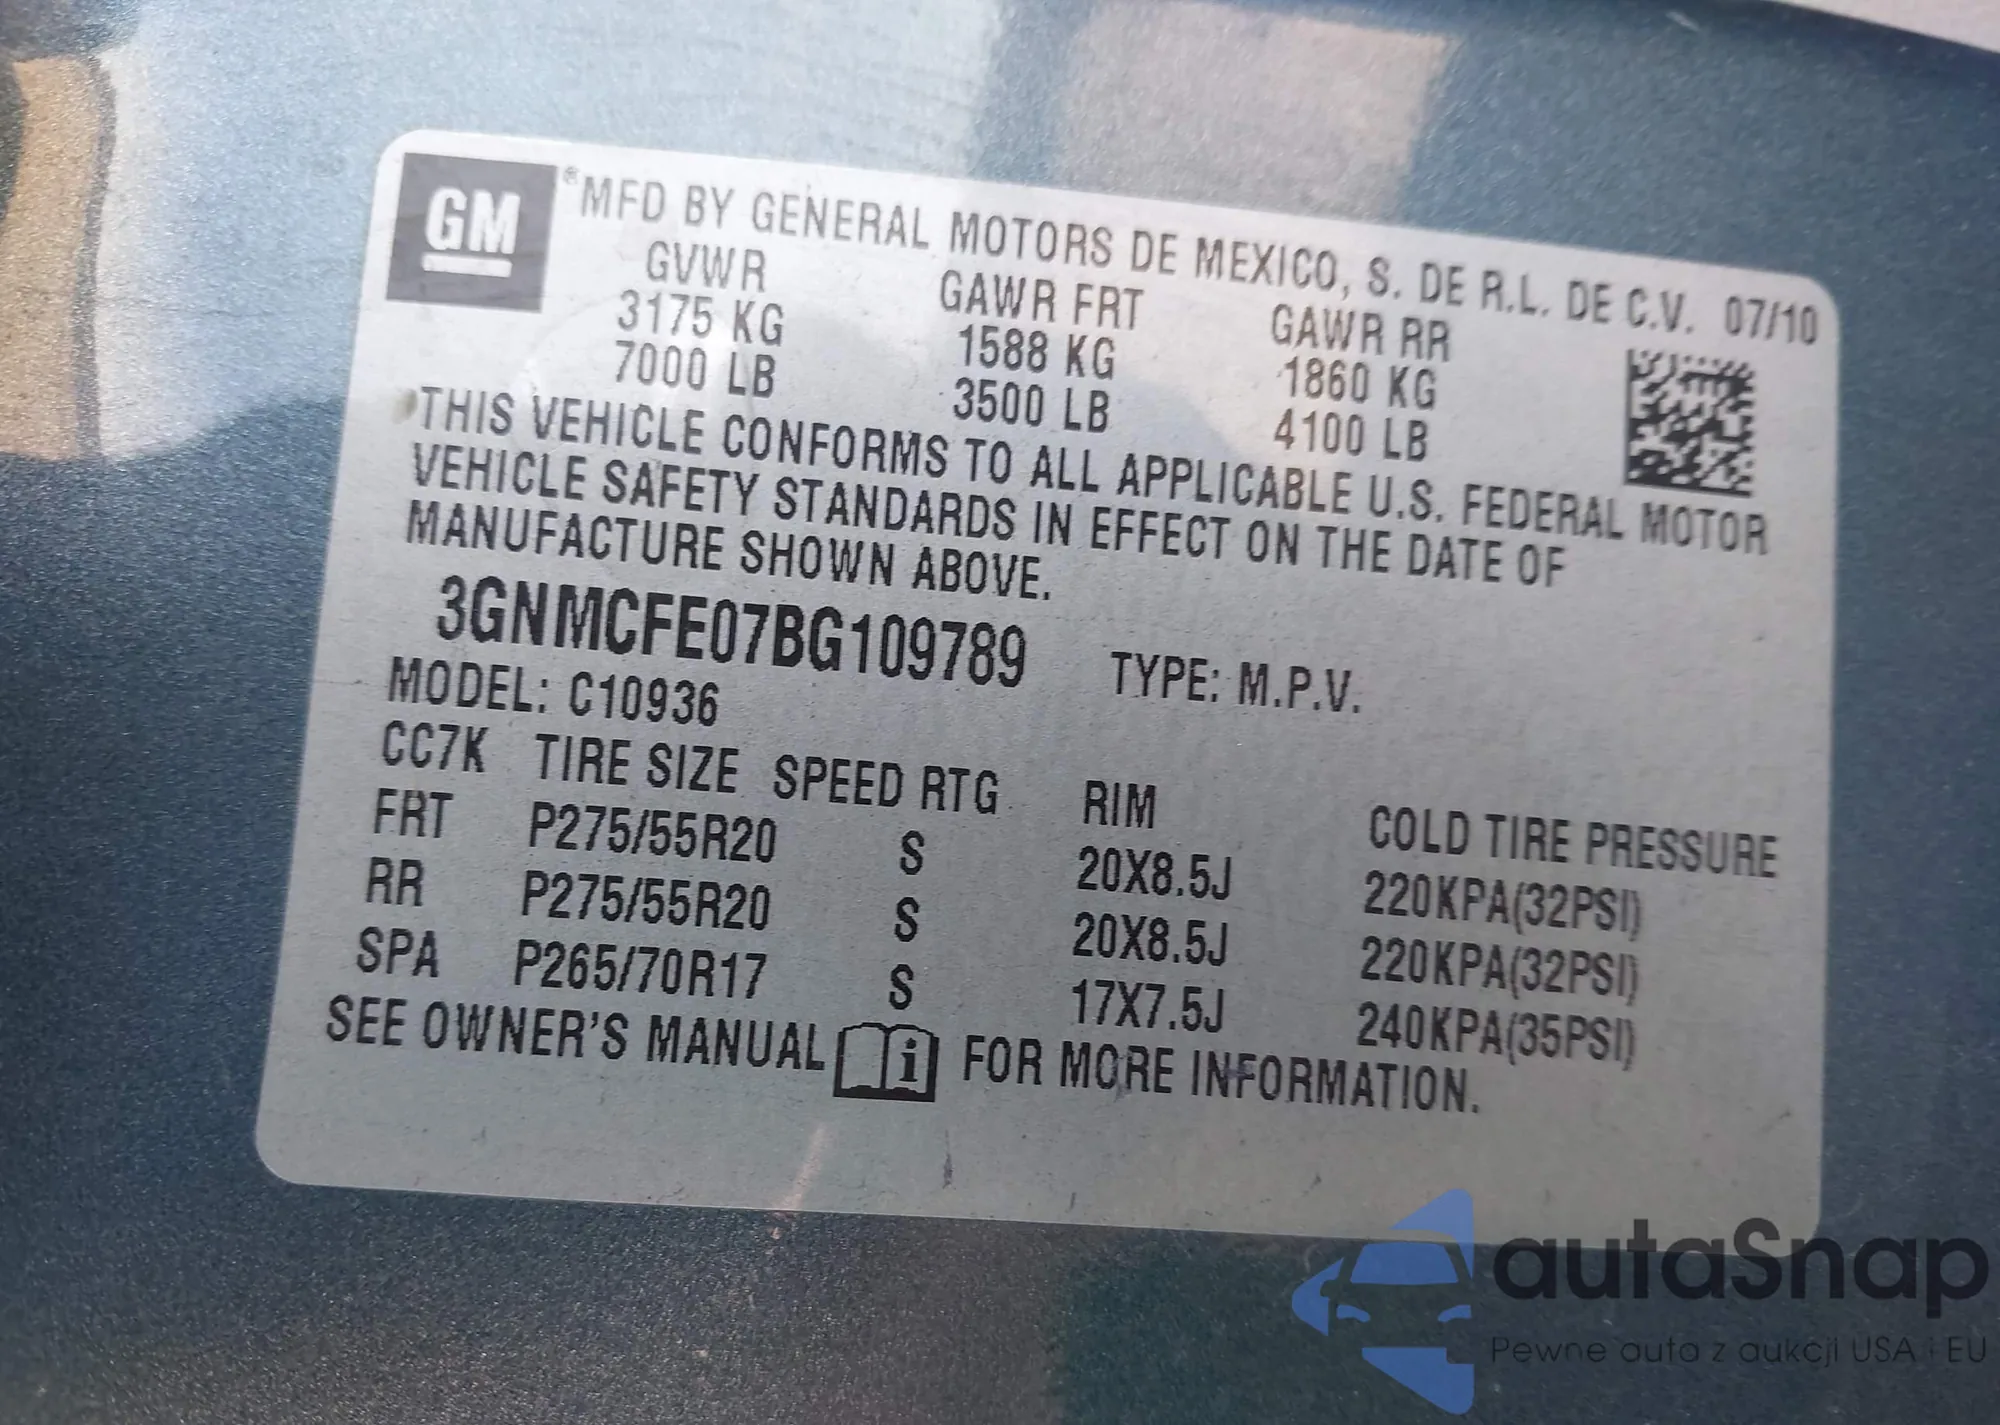 GM ® MFD BY GENERAL MOTORS DE MEXICO, S. DE R.L. DE C.V. 07/10
GVWR GAWR FRT GAWR RR
3175 KG 1588 KG 1860 KG
7000 LB 3500 LB 4100 LB
THIS VEHICLE CONFORMS TO ALL APPLICABLE U.S. FEDERAL MOTOR
VEHICLE SAFETY STANDARDS IN EFFECT ON THE DATE OF
MANUFACTURE SHOWN ABOVE.
3GNMCFE07BG109789 TYPE: M.P.V.
MODEL: C10936
CC7K TIRE SIZE SPEED RTG RIM COLD TIRE PRESSURE
FRT P275/55R20 S 20X8.5J 220KPA(32PSI)
RR P275/55R20 S 20X8.5J 220KPA(32PSI)
SPA P265/70R17 S 17X7.5J 240KPA(35PSI)
SEE OWNER'S MANUAL i FOR MORE INFORMATION.
autaSnap
Pewne auta z aukcji USA i EU